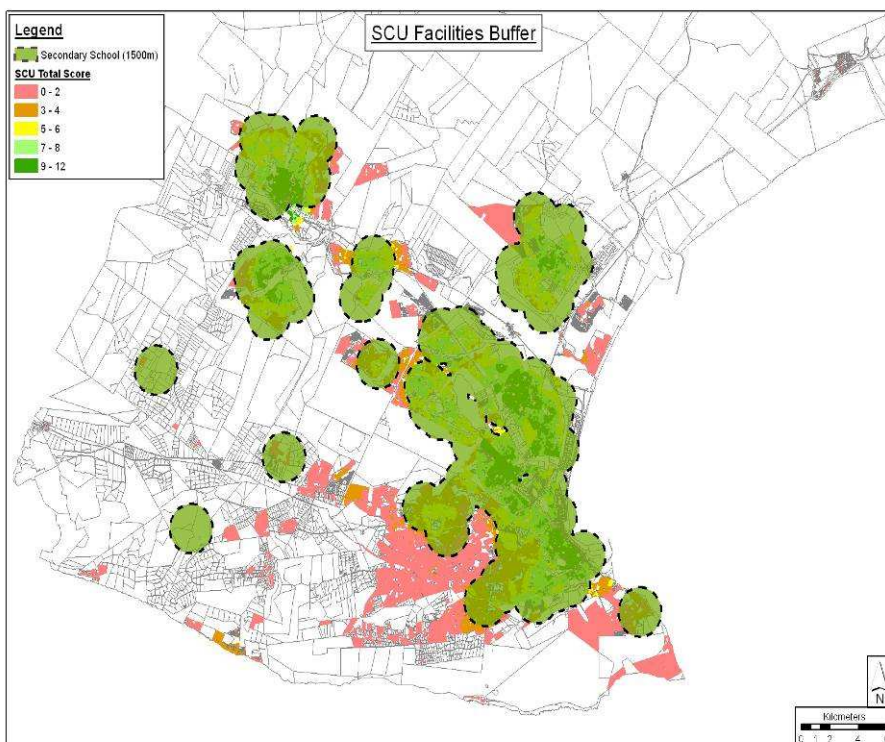 SCU Facilities Buffer
Legend
Secondary School (1500m)
SCU Total Score
0 - 2
3 - 4
5 - 6
7 - 8
9 - 12
N
Kilometers
0 1 2 4